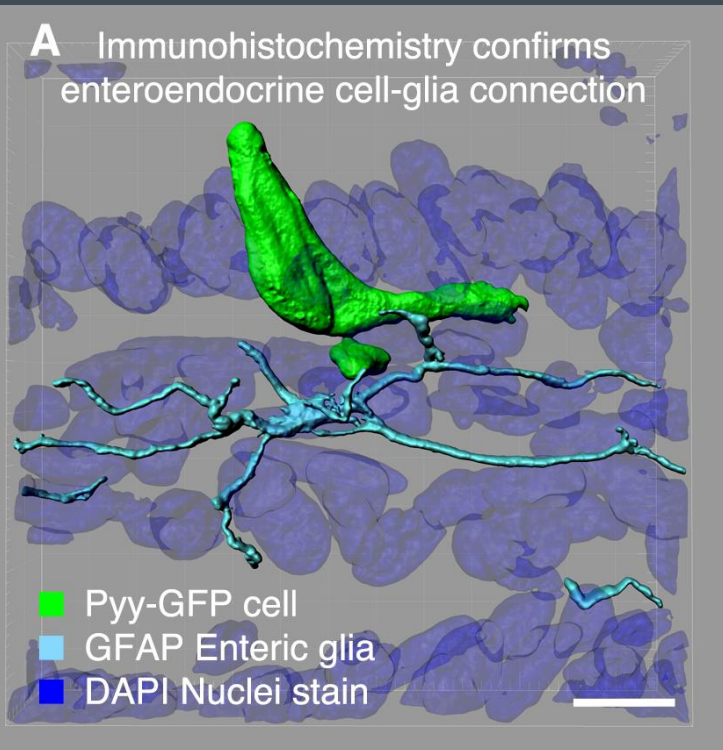 A Immunohistochemistry confirms
enteroendocrine cell-glia connection
Pyy-GFP cell
GFAP Enteric glia
DAPI Nuclei stain